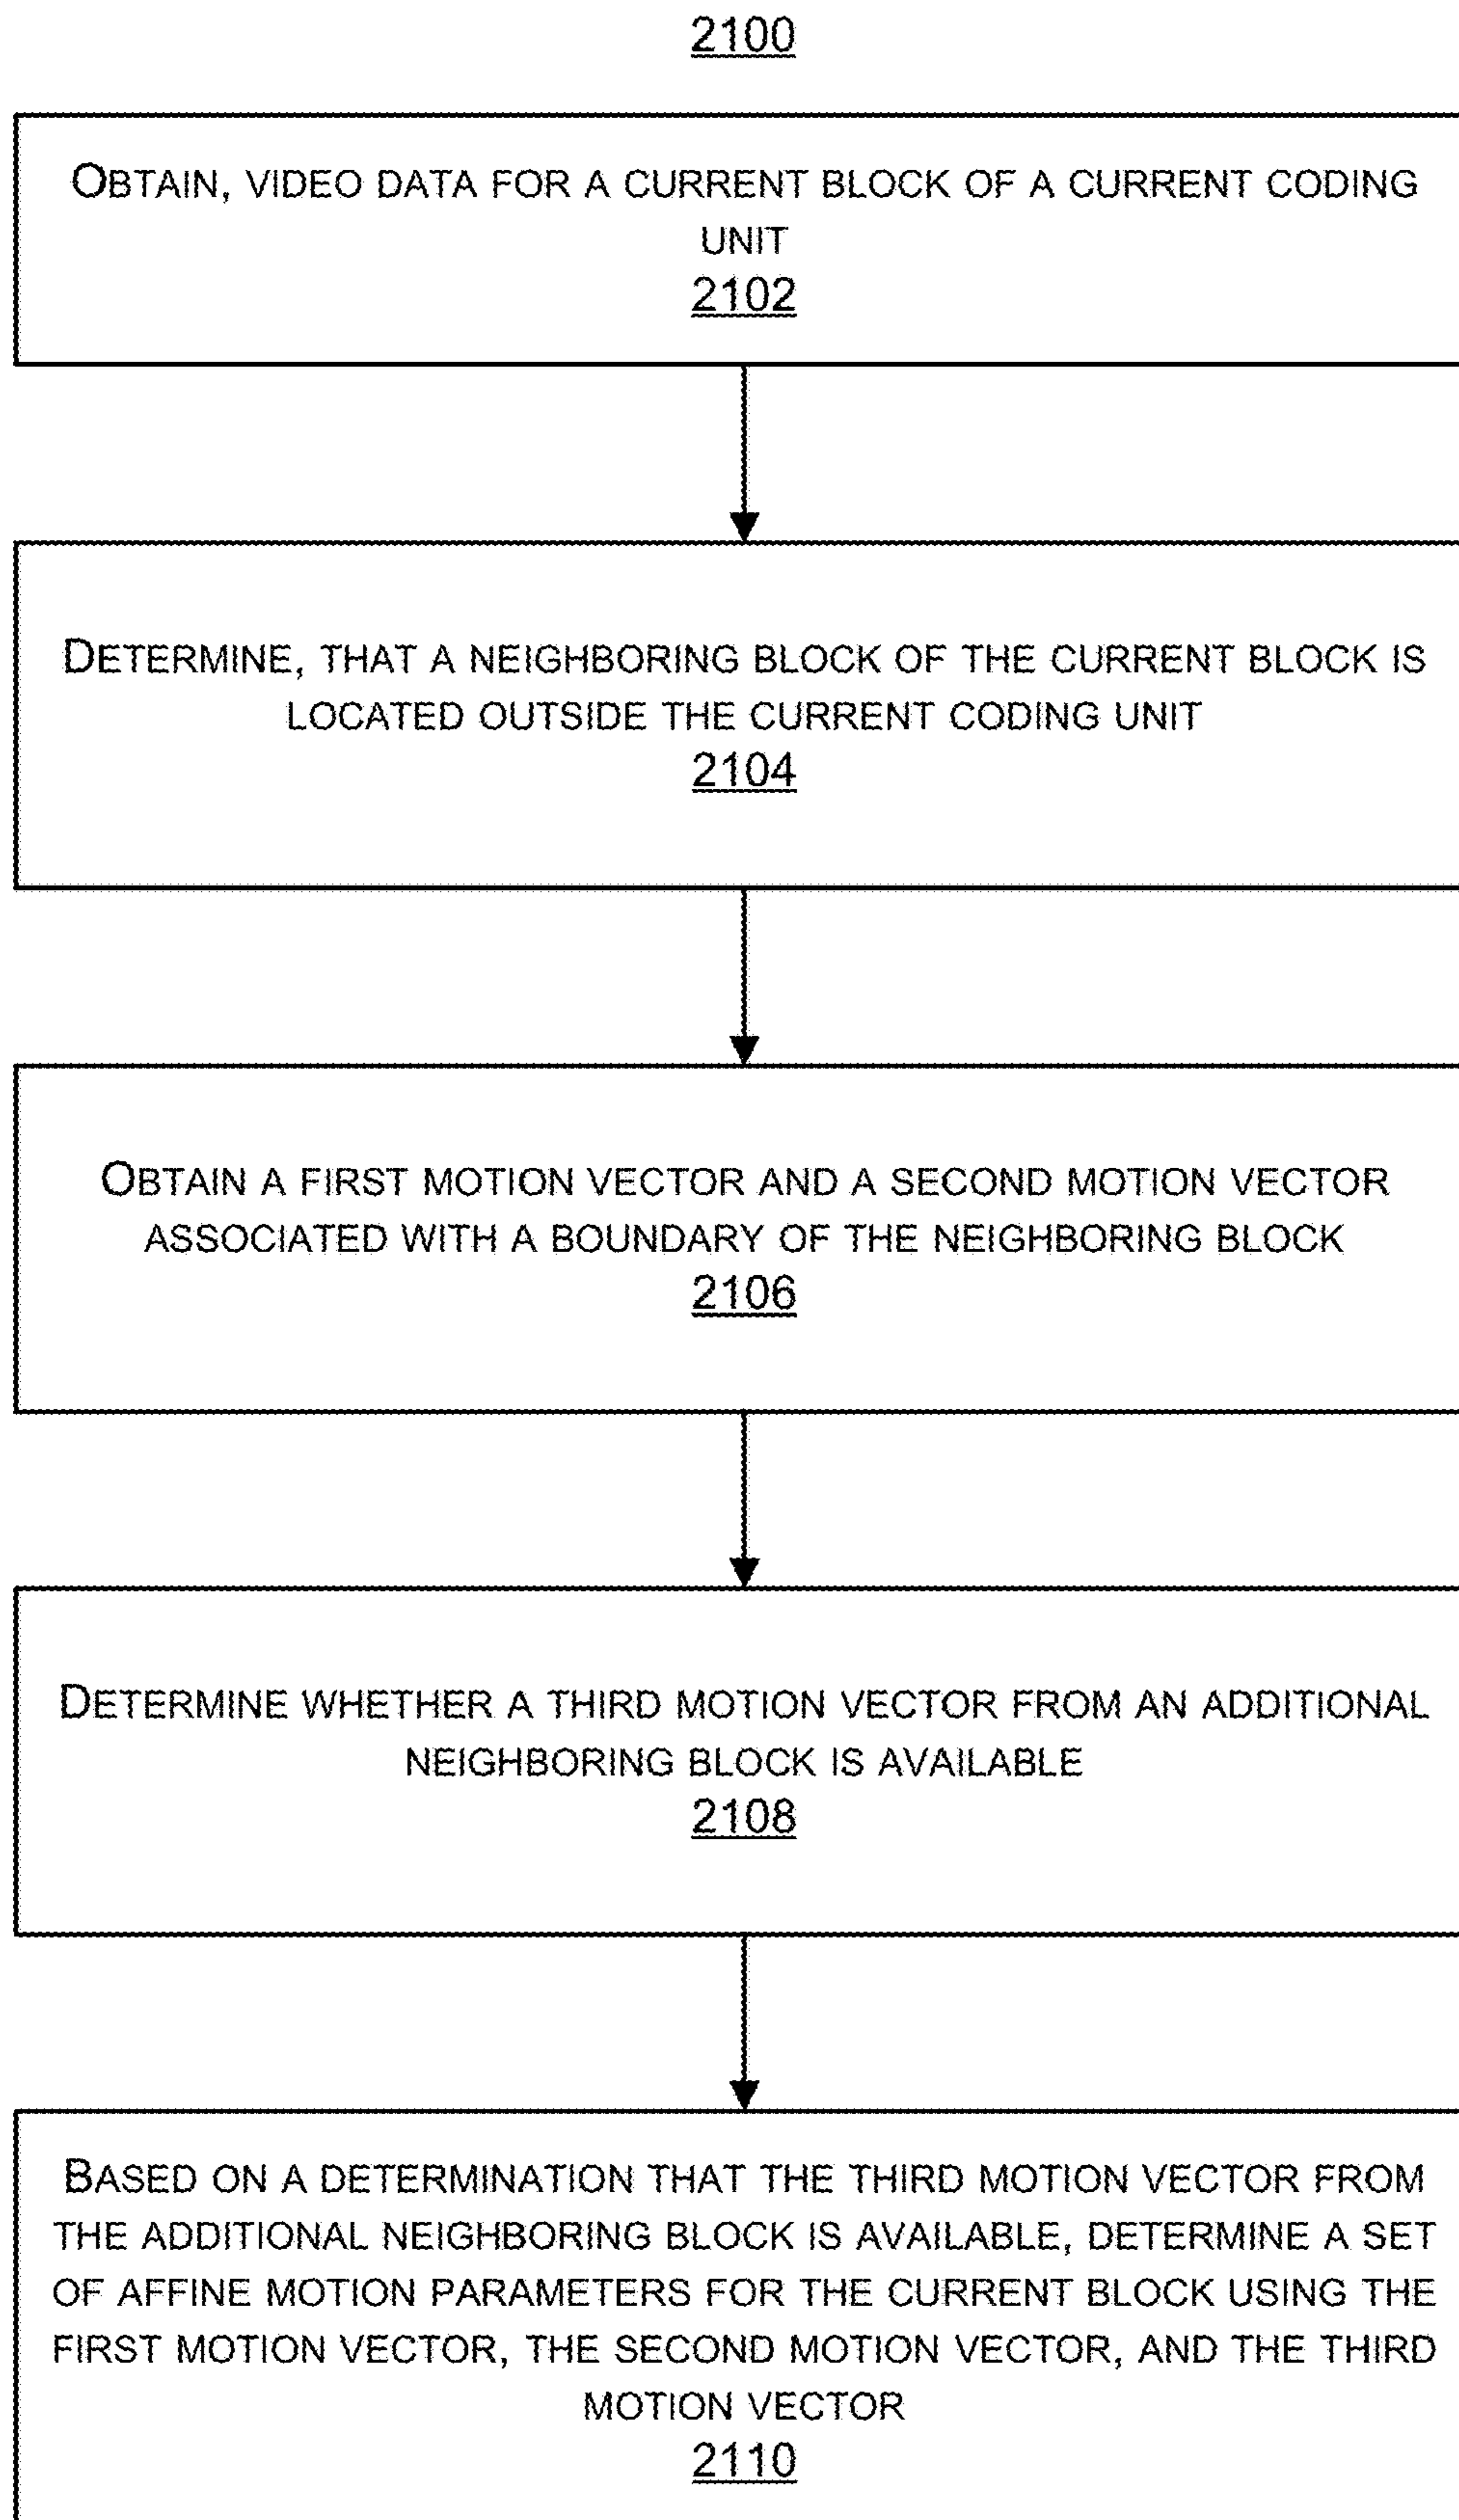 2100
OBTAIN, VIDEO DATA FOR A CURRENT BLOCK OF A CURRENT CODING
UNIT
2102
DETERMINE, THAT A NEIGHBORING BLOCK OF THE CURRENT BLOCK IS
LOCATED OUTSIDE THE CURRENT CODING UNIT
2104
OBTAIN A FIRST MOTION VECTOR AND A SECOND MOTION VECTOR
ASSOCIATED WITH A BOUNDARY OF THE NEIGHBORING BLOCK
2106
DETERMINE WHETHER A THIRD MOTION VECTOR FROM AN ADDITIONAL
NEIGHBORING BLOCK IS AVAILABLE
2108
BASED ON A DETERMINATION THAT THE THIRD MOTION VECTOR FROM
THE ADDITIONAL NEIGHBORING BLOCK IS AVAILABLE, DETERMINE A SET
OF AFFINE MOTION PARAMETERS FOR THE CURRENT BLOCK USING THE
FIRST MOTION VECTOR, THE SECOND MOTION VECTOR, AND THE THIRD
MOTION VECTOR
2110